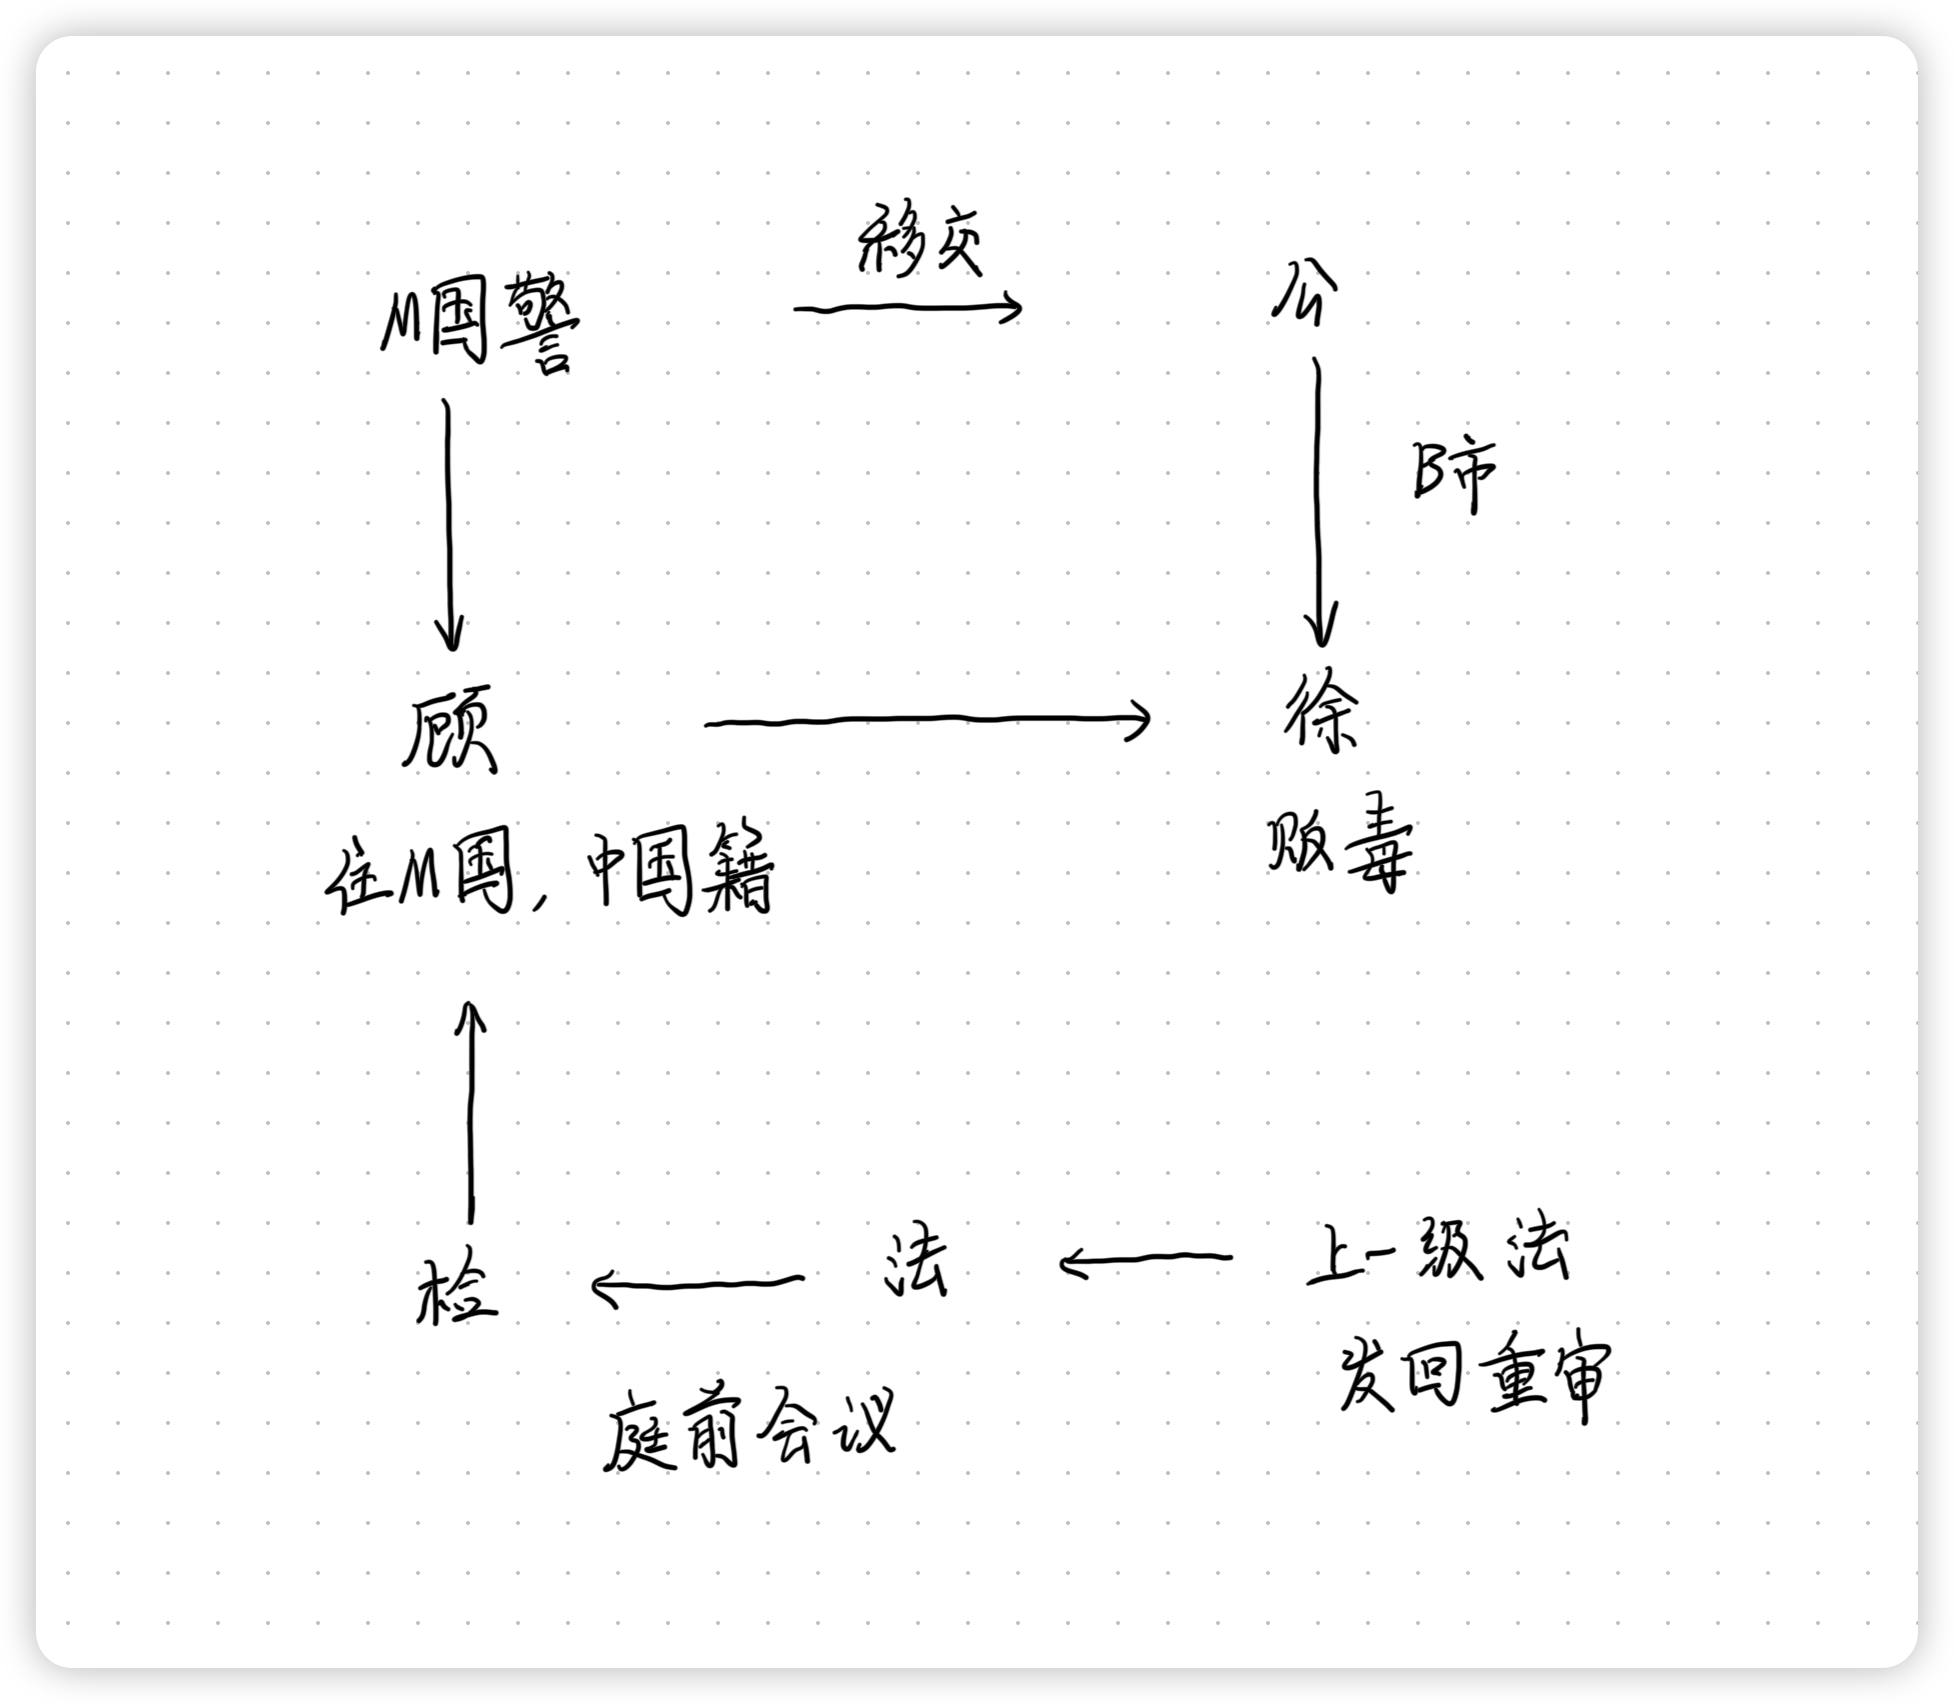 移交
M国警
公
B市
顾
徐
住M国,中国籍
贩毒
检
法
上一级法
庭前会议
发回重审